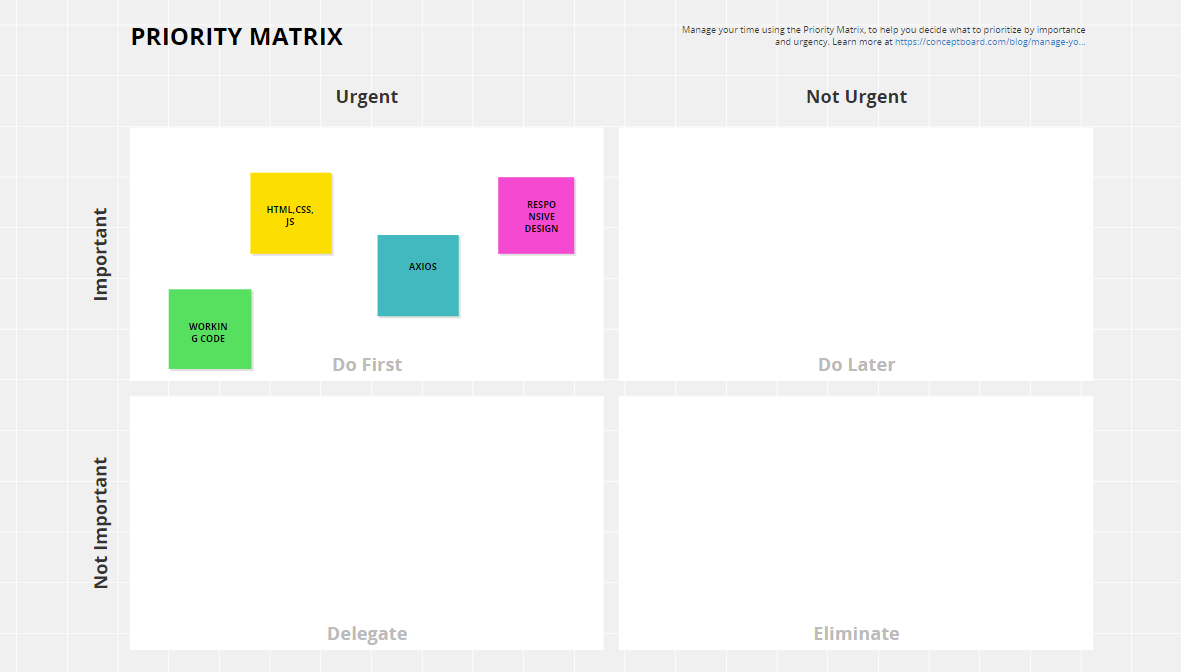 PRIORITY MATRIX
Manage your time using the Priority Matrix, to help you decide what to prioritize by importance
and urgency. Learn more at https://conceptboard.com/blog/manage-yo...
Urgent
Not Urgent
Important
HTML,CSS,
JS
RESPO
NSIVE
DESIGN
AXIOS
WORKIN
G CODE
Do First
Do Later
Not Important
Delegate
Eliminate